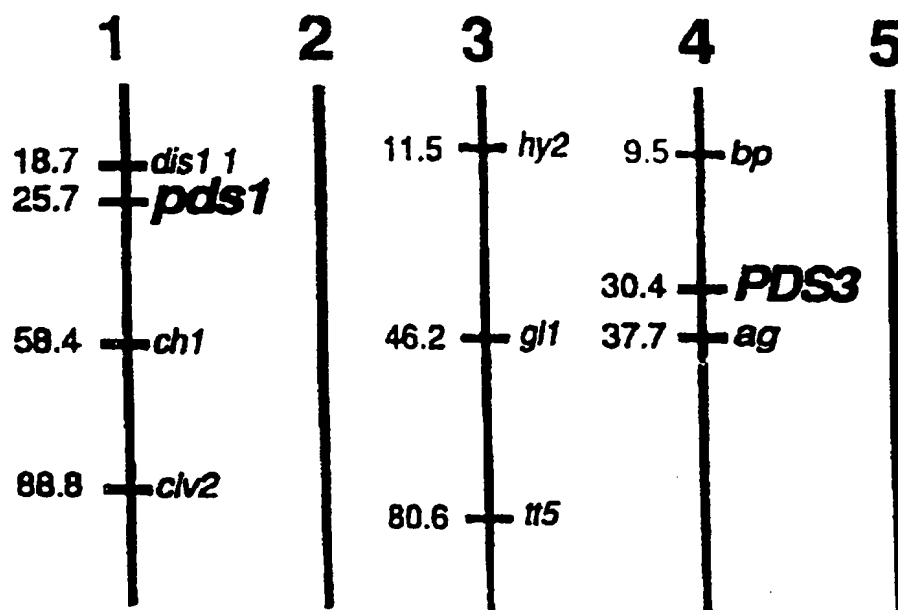 1 2 3 4 5
18.7 dis1 1
25.7 pds1
58.4 ch1
88.8 clv2
11.5 hy2
46.2 gl1
80.6 tt5
9.5 bp
30.4 PDS3
37.7 ag